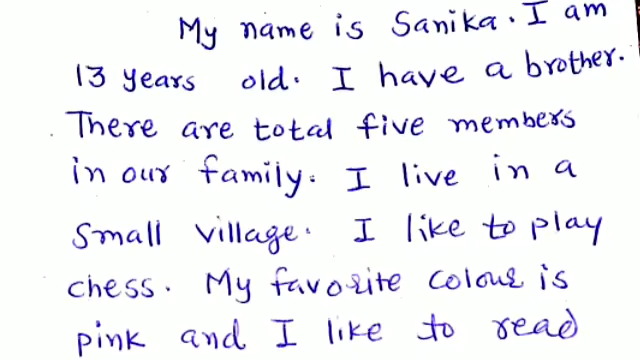 My name is Sanika. I am
13 years old. I have a brother.
There are total five members
in our family. I live in a
small village. I like to play
chess. My favorite colour is
pink and I like to read